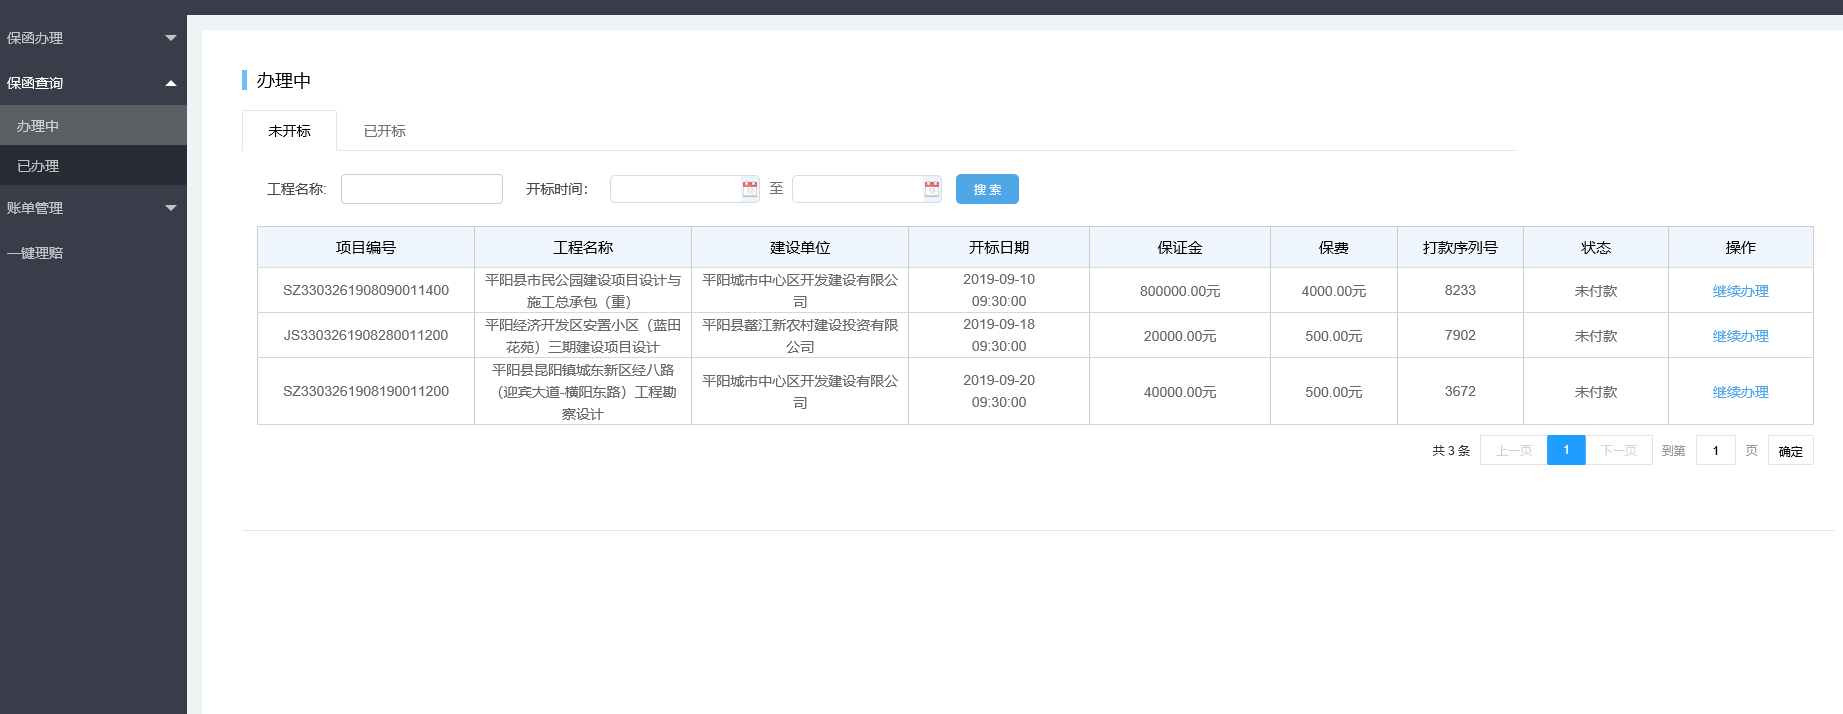 保函办理
保函查询
办理中
已办理
账单管理
一键理赔
办理中
未开标 已开标
工程名称: 开标时间: 至 搜 索
项目编号 工程名称 建设单位 开标日期 保证金 保费 打款序列号 状态 操作
SZ3303261908090011400 平阳县市民公园建设项目设计与 平阳城市中心区开发建设有限公 2019-09-10 800000.00元 4000.00元 8233 未付款 继续办理
施工总承包（重） 司 09:30:00
JS3303261908280011200 平阳经济开发区安置小区（蓝田 平阳县鳌江新农村建设投资有限 2019-09-18 20000.00元 500.00元 7902 未付款 继续办理
花苑）三期建设项目设计 公司 09:30:00
平阳县昆阳镇城东新区经八路
SZ3303261908190011200 （迎宾大道-横阳东路）工程勘 平阳城市中心区开发建设有限公 2019-09-20 40000.00元 500.00元 3672 未付款 继续办理
察设计 司 09:30:00
共 3 条 上一页 1 下一页 到第 1 页 确定